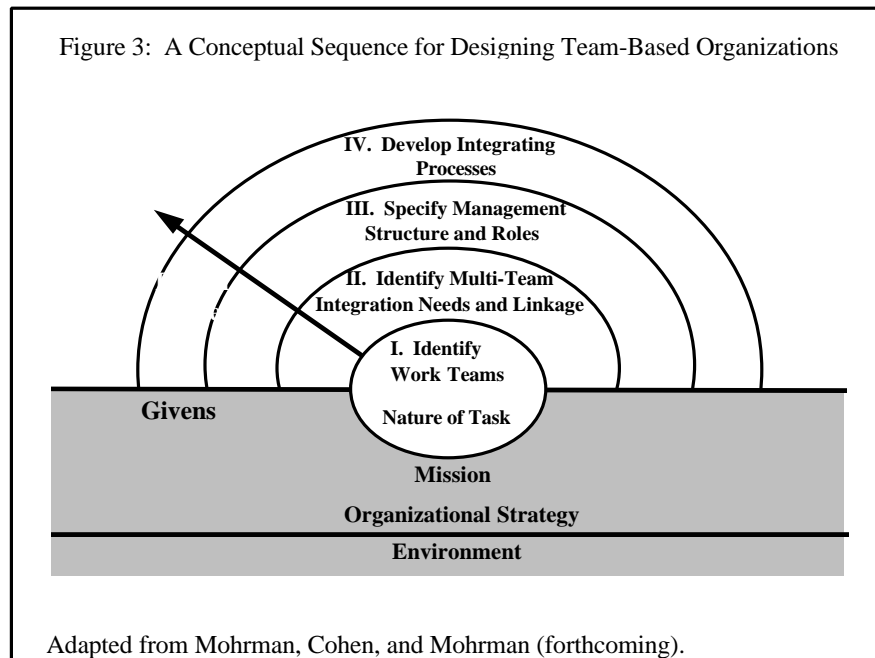 Figure 3: A Conceptual Sequence for Designing Team-Based Organizations
IV. Develop Integrating
Processes
III. Specify Management
Structure and Roles
II. Identify Multi-Team
Integration Needs and Linkage
I. Identify
Work Teams
Nature of Task
Givens
Mission
Organizational Strategy
Environment
Adapted from Mohrman, Cohen, and Mohrman (forthcoming).